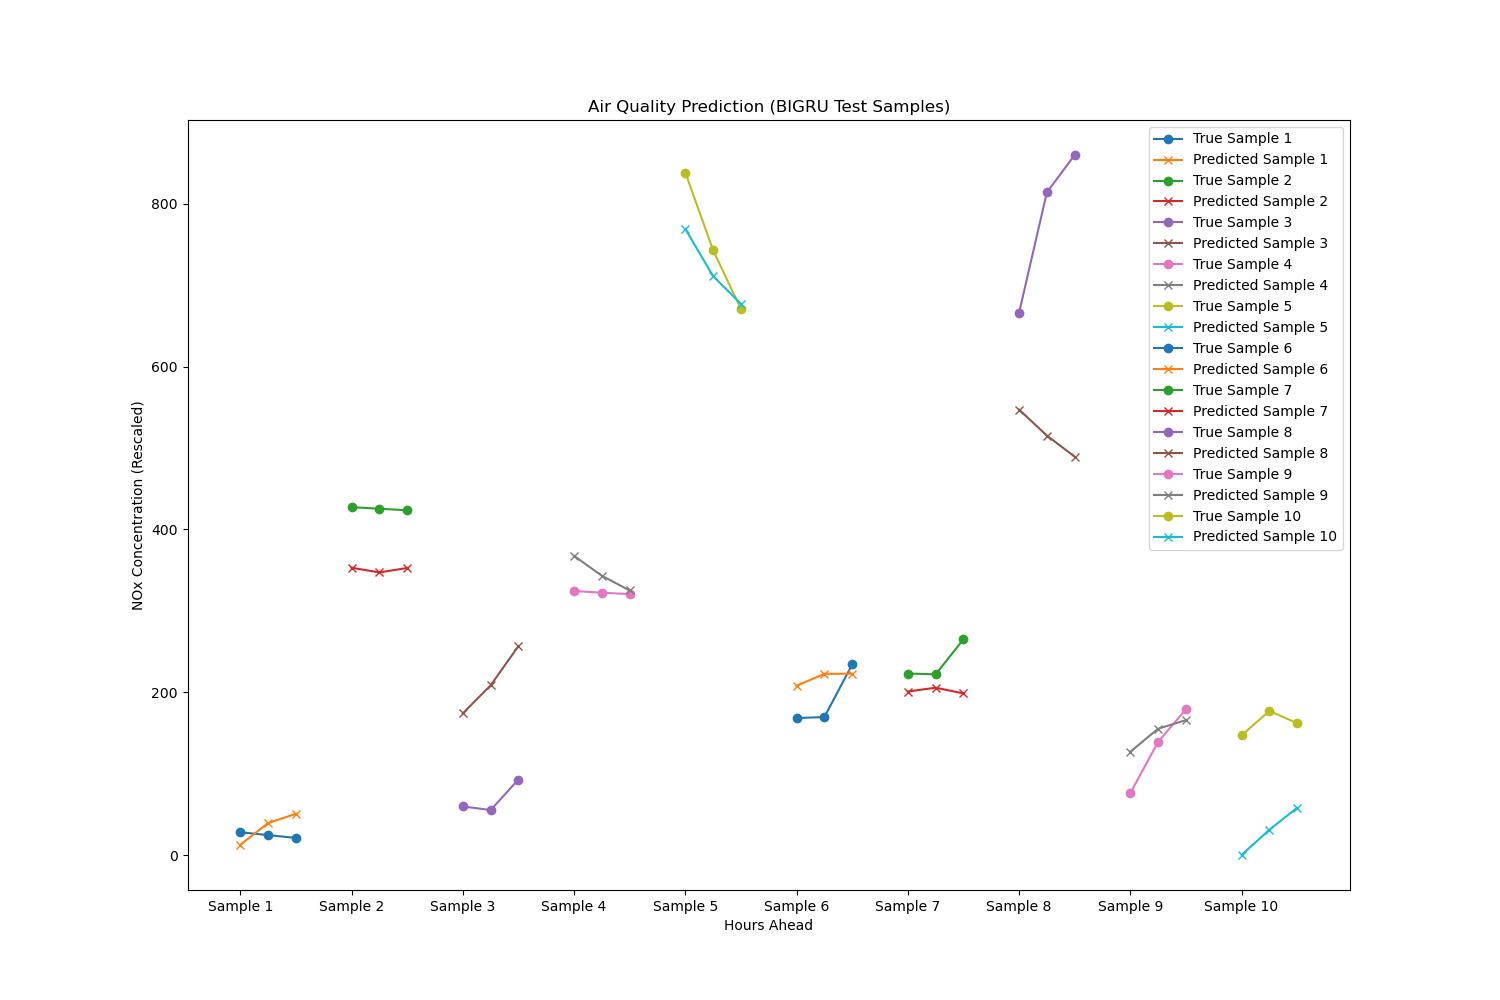 Air Quality Prediction (BIGRU Test Samples)
NOx Concentration (Rescaled)
800
600
400
200
0
True Sample 1
Predicted Sample 1
True Sample 2
Predicted Sample 2
True Sample 3
Predicted Sample 3
True Sample 4
Predicted Sample 4
True Sample 5
Predicted Sample 5
True Sample 6
Predicted Sample 6
True Sample 7
Predicted Sample 7
True Sample 8
Predicted Sample 8
True Sample 9
Predicted Sample 9
True Sample 10
Predicted Sample 10
Sample 1 Sample 2 Sample 3 Sample 4 Sample 5 Sample 6 Sample 7 Sample 8 Sample 9 Sample 10
Hours Ahead